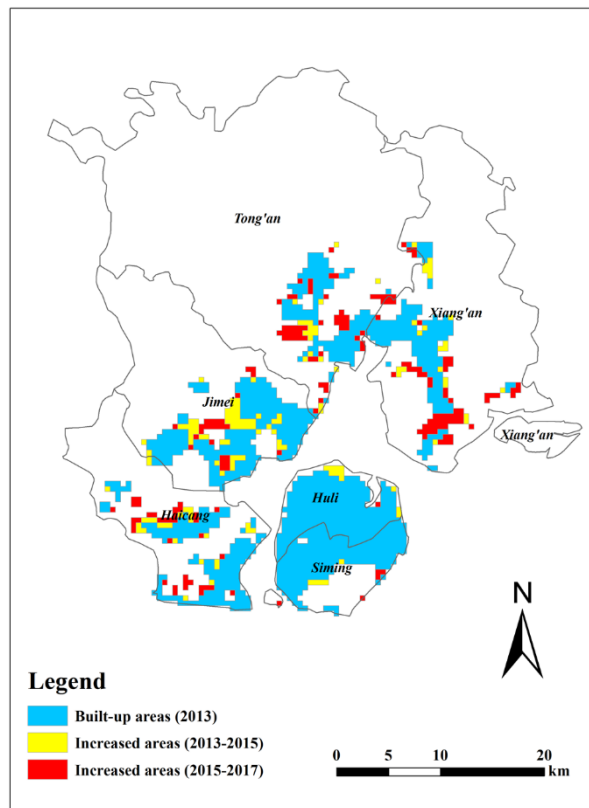 Tong'an
Xiang'an
Jimei
Xiang'an
Huli
Haicang
Siming
N
Legend
Built-up areas (2013)
Increased areas (2013-2015)
Increased areas (2015-2017)
0 5 10 20
km